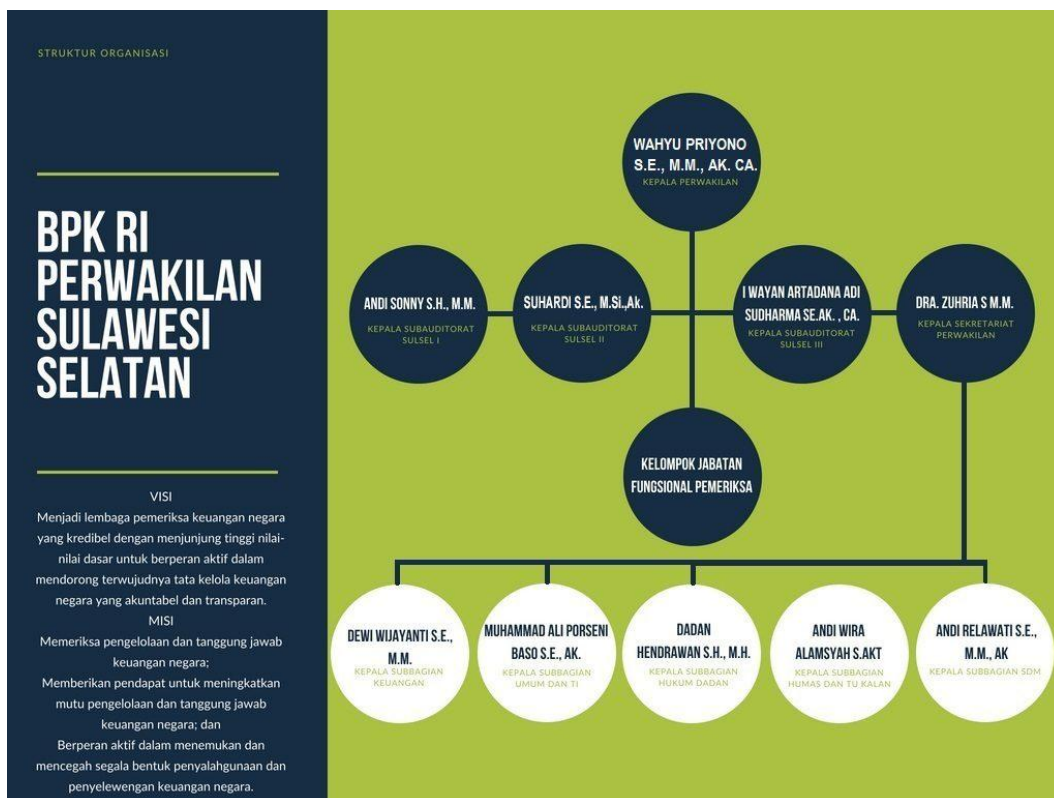 STRUKTUR ORGANISASI
BPK RI
PERWAKILAN
SULAWESI
SELATAN
VISI
Menjadi lembaga pemeriksa keuangan negara
yang kredibel dengan menjunjung tinggi nilai-
nilai dasar untuk berperan aktif dalam
mendorong terwujudnya tata kelola keuangan
negara yang akuntabel dan transparan.
MISI
Memeriksa pengelolaan dan tanggung jawab
keuangan negara;
Memberikan pendapat untuk meningkatkan
mutu pengelolaan dan tanggung jawab
keuangan negara; dan
Berperan aktif dalam menemukan dan
mencegah segala bentuk penyalahgunaan dan
penyelewengan keuangan negara.
WAHYU PRIYONO
S.E., M.M., AK. CA.
KEPALA PERWAKILAN
ANDI SONNY S.H., M.M.
KEPALA SUBAUDITORAT
SULSEL I
SUHARDI S.E., M.Si.,Ak.
KEPALA SUBAUDITORAT
SULSEL II
I WAYAN ARTADANA ADI
SUDHARMA SE.AK. , CA.
KEPALA SUBAUDITORAT
SULSEL III
DRA. ZUHRIA S M.M.
KEPALA SEKRETARIAT
PERWAKILAN
KELOMPOK JABATAN
FUNGSIONAL PEMERIKSA
DEWI WIJAYANTI S.E.,
M.M.
KEPALA SUBBAGIAN
KEUANGAN
MUHAMMAD ALI PORSENI
BASO S.E., AK.
KEPALA SUBBAGIAN
UMUM DAN TI
DADAN
HENDRAWAN S.H., M.H.
KEPALA SUBBAGIAN
HUKUM DADAN
ANDI WIRA
ALAMSYAH S.AKT
KEPALA SUBBAGIAN
HUMAS DAN TU KALAN
ANDI RELAWATI S.E.,
M.M., AK
KEPALA SUBBAGIAN SDM